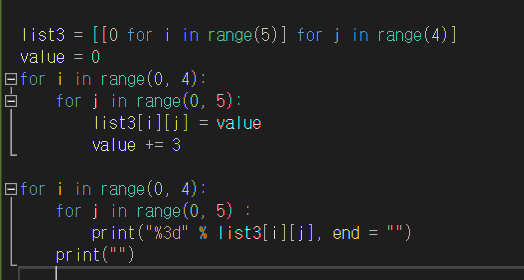 list3 = [[0 for i in range(5)] for j in range(4)]
value = 0
for i in range(0, 4):
    for j in range(0, 5):
        list3[i][j] = value
        value += 3

for i in range(0, 4):
    for j in range(0, 5) :
        print("%3d" % list3[i][j], end = "")
    print("")